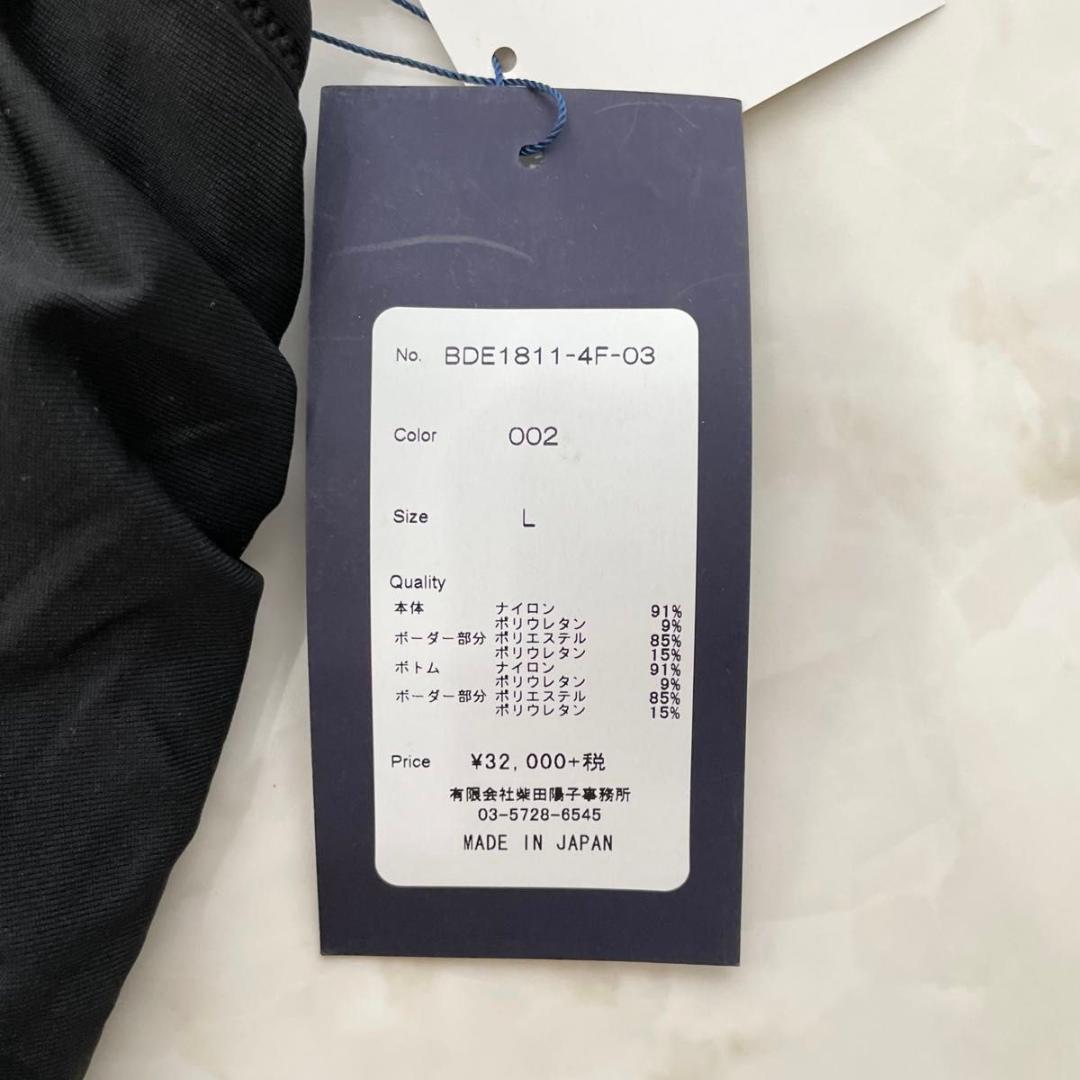 No. BDE1811-4F-03
Color 002
Size L
Quality
本体 ナイロン 91%
ポリウレタン 9%
ボーダー部分 ポリエステル 85%
ポリウレタン 15%
ボトム ナイロン 91%
ポリウレタン 9%
ボーダー部分 ポリエステル 85%
ポリウレタン 15%
Price ¥32,000+税
有限会社柴田陽子事務所
03-5728-6545
MADE IN JAPAN